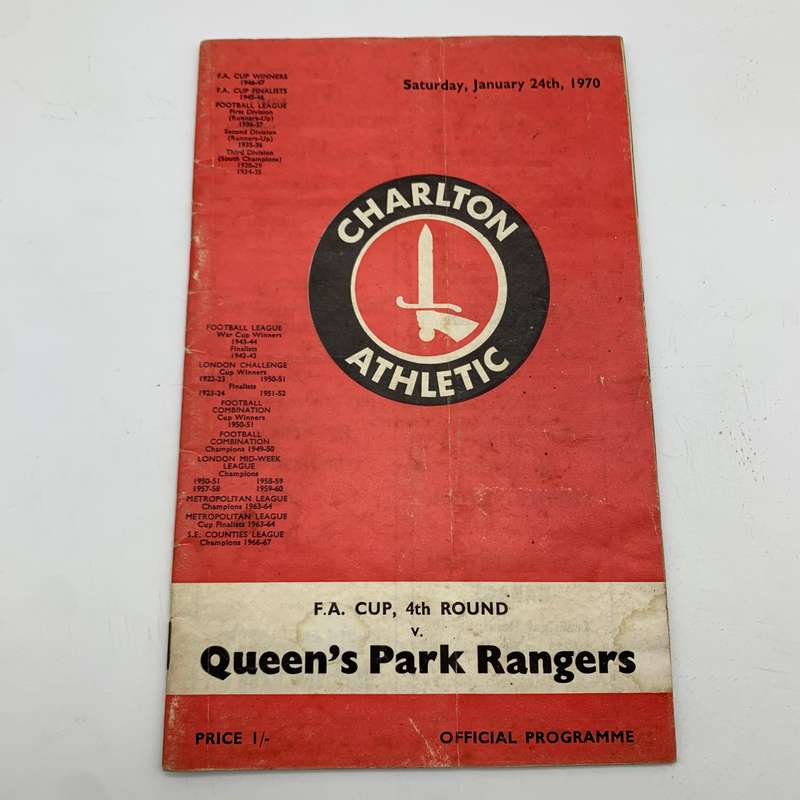 F.A. CUP WINNERS
1946-47
F.A. CUP FINALISTS
1945-46
FOOTBALL LEAGUE
First Division
(Runners-Up)
1936-37
Second Division
(Runners-Up)
1935-36
Third Division
(South Champions)
1928-29
1934-35
Saturday, January 24th, 1970
CHARLTON
ATHLETIC
FOOTBALL LEAGUE
War Cup Winners
1943-44
Finalists
1942-43
LONDON CHALLENGE
Cup Winners
1922-23 1950-51
Finalists
1923-24 1951-52
FOOTBALL
COMBINATION
Cup Winners
1950-51
FOOTBALL
COMBINATION
Champions 1949-50
LONDON MID-WEEK
LEAGUE
Champions
1950-51 1958-59
1957-58 1959-60
METROPOLITAN LEAGUE
Champions 1963-64
METROPOLITAN LEAGUE
Cup Finalists 1963-64
S.E. COUNTIES LEAGUE
Champions 1966-67
F.A. CUP, 4th ROUND
v.
Queen's Park Rangers
PRICE 1/- OFFICIAL PROGRAMME